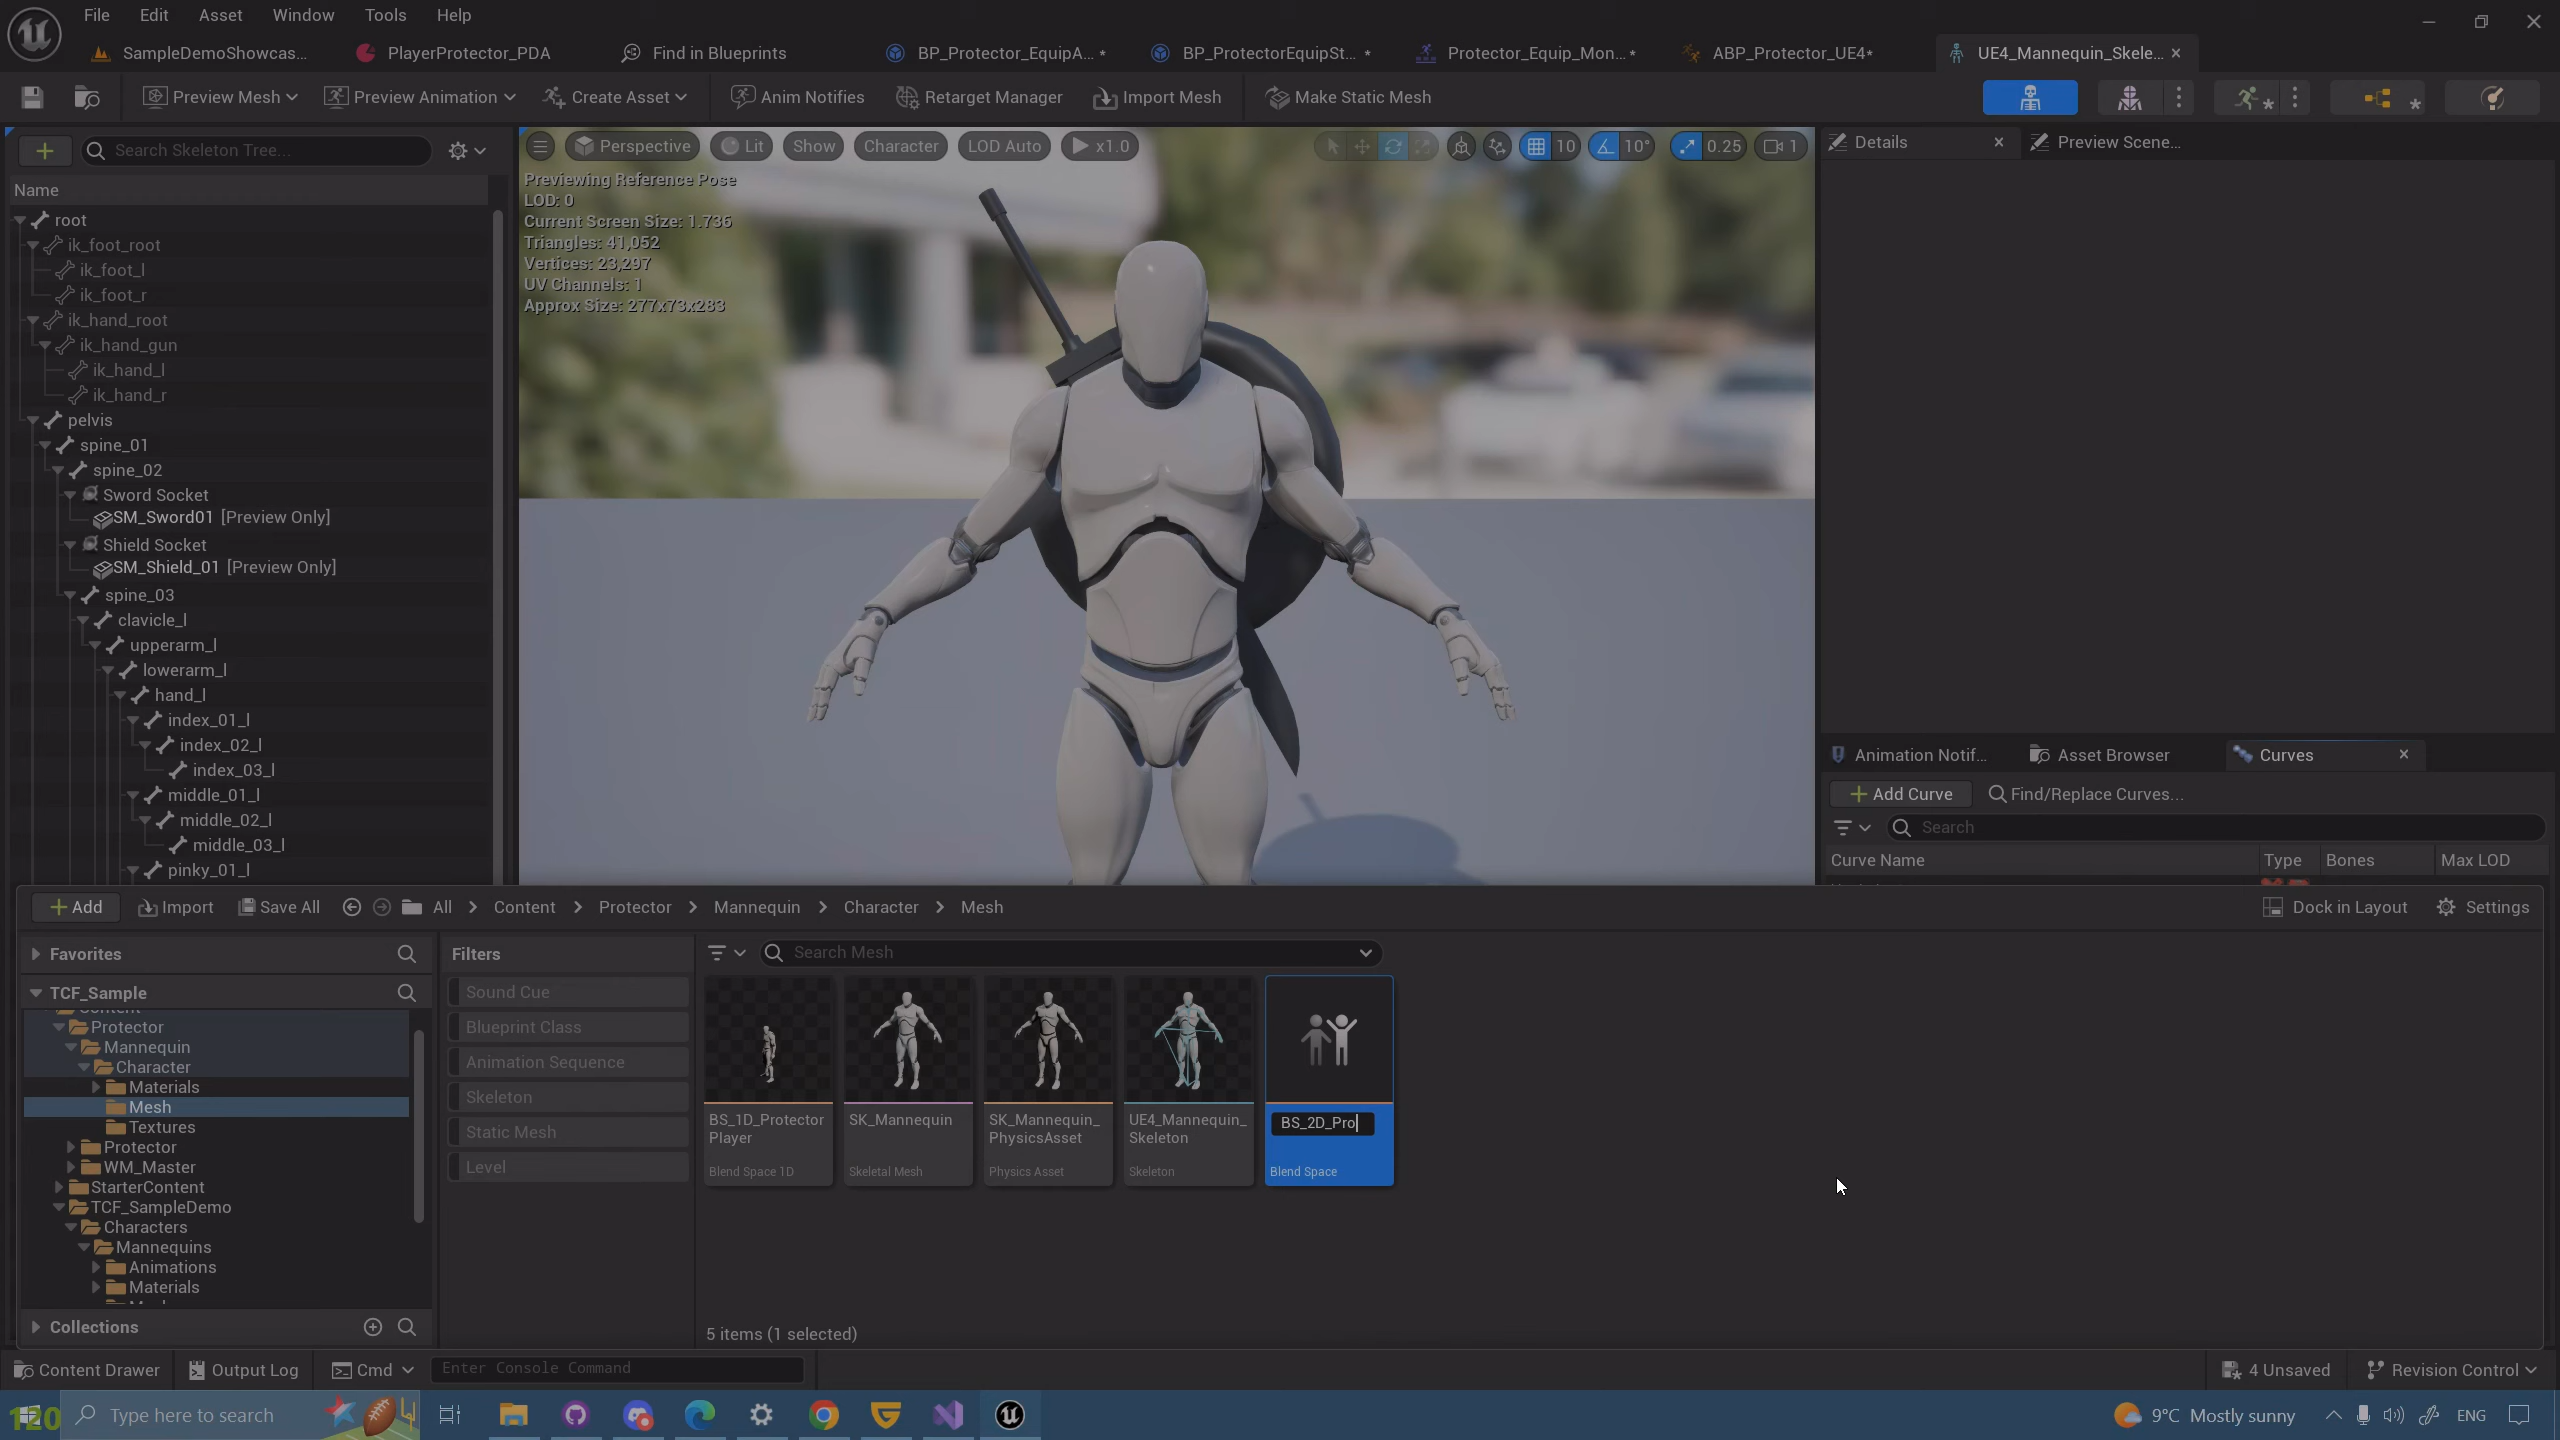 File Edit Asset Window Tools Help
SampleDemoShowcas... PlayerProtector_PDA Find in Blueprints BP_Protector_EquipA... * BP_ProtectorEquipSt... * Protector_Equip_Mon... * ABP_Protector_UE4* UE4_Mannequin_Skele...
Preview Mesh Preview Animation Create Asset Anim Notifies Retarget Manager Import Mesh Make Static Mesh
Search Skeleton Tree...
Name
root
ik_foot_root
ik_foot_l
ik_foot_r
ik_hand_root
ik_hand_gun
ik_hand_l
ik_hand_r
pelvis
spine_01
spine_02
Sword Socket
SM_Sword01 [Preview Only]
Shield Socket
SM_Shield_01 [Preview Only]
spine_03
clavicle_l
upperarm_l
lowerarm_l
hand_l
index_01_l
index_02_l
index_03_l
middle_01_l
middle_02_l
middle_03_l
pinky_01_l
Perspective Lit Show Character LOD Auto x1.0 10 10° 0.25 1
Previewing Reference Pose
LOD: 0
Current Screen Size: 1.736
Triangles: 41,052
Vertices: 23,297
UV Channels: 1
Approx Size: 277x73x283
Details Preview Scene...
Animation Notif... Asset Browser Curves
Add Curve Find/Replace Curves...
Search
Curve Name Type Bones Max LOD
Add Import Save All All Content Protector Mannequin Character Mesh Dock in Layout Settings
Favorites
TCF_Sample
Content
Protector
Mannequin
Character
Materials
Mesh
Textures
Protector
WM_Master
StarterContent
TCF_SampleDemo
Characters
Mannequins
Animations
Materials
Collections
Filters
Sound Cue
Blueprint Class
Animation Sequence
Skeleton
Static Mesh
Level
Search Mesh
BS_1D_Protector
Player
Blend Space 1D
SK_Mannequin
Skeletal Mesh
SK_Mannequin_
PhysicsAsset
Physics Asset
UE4_Mannequin_
Skeleton
Skeleton
BS_2D_Pro
Blend Space
5 items (1 selected)
Content Drawer Output Log Cmd Enter Console Command 4 Unsaved Revision Control
120 Type here to search 9°C Mostly sunny ENG